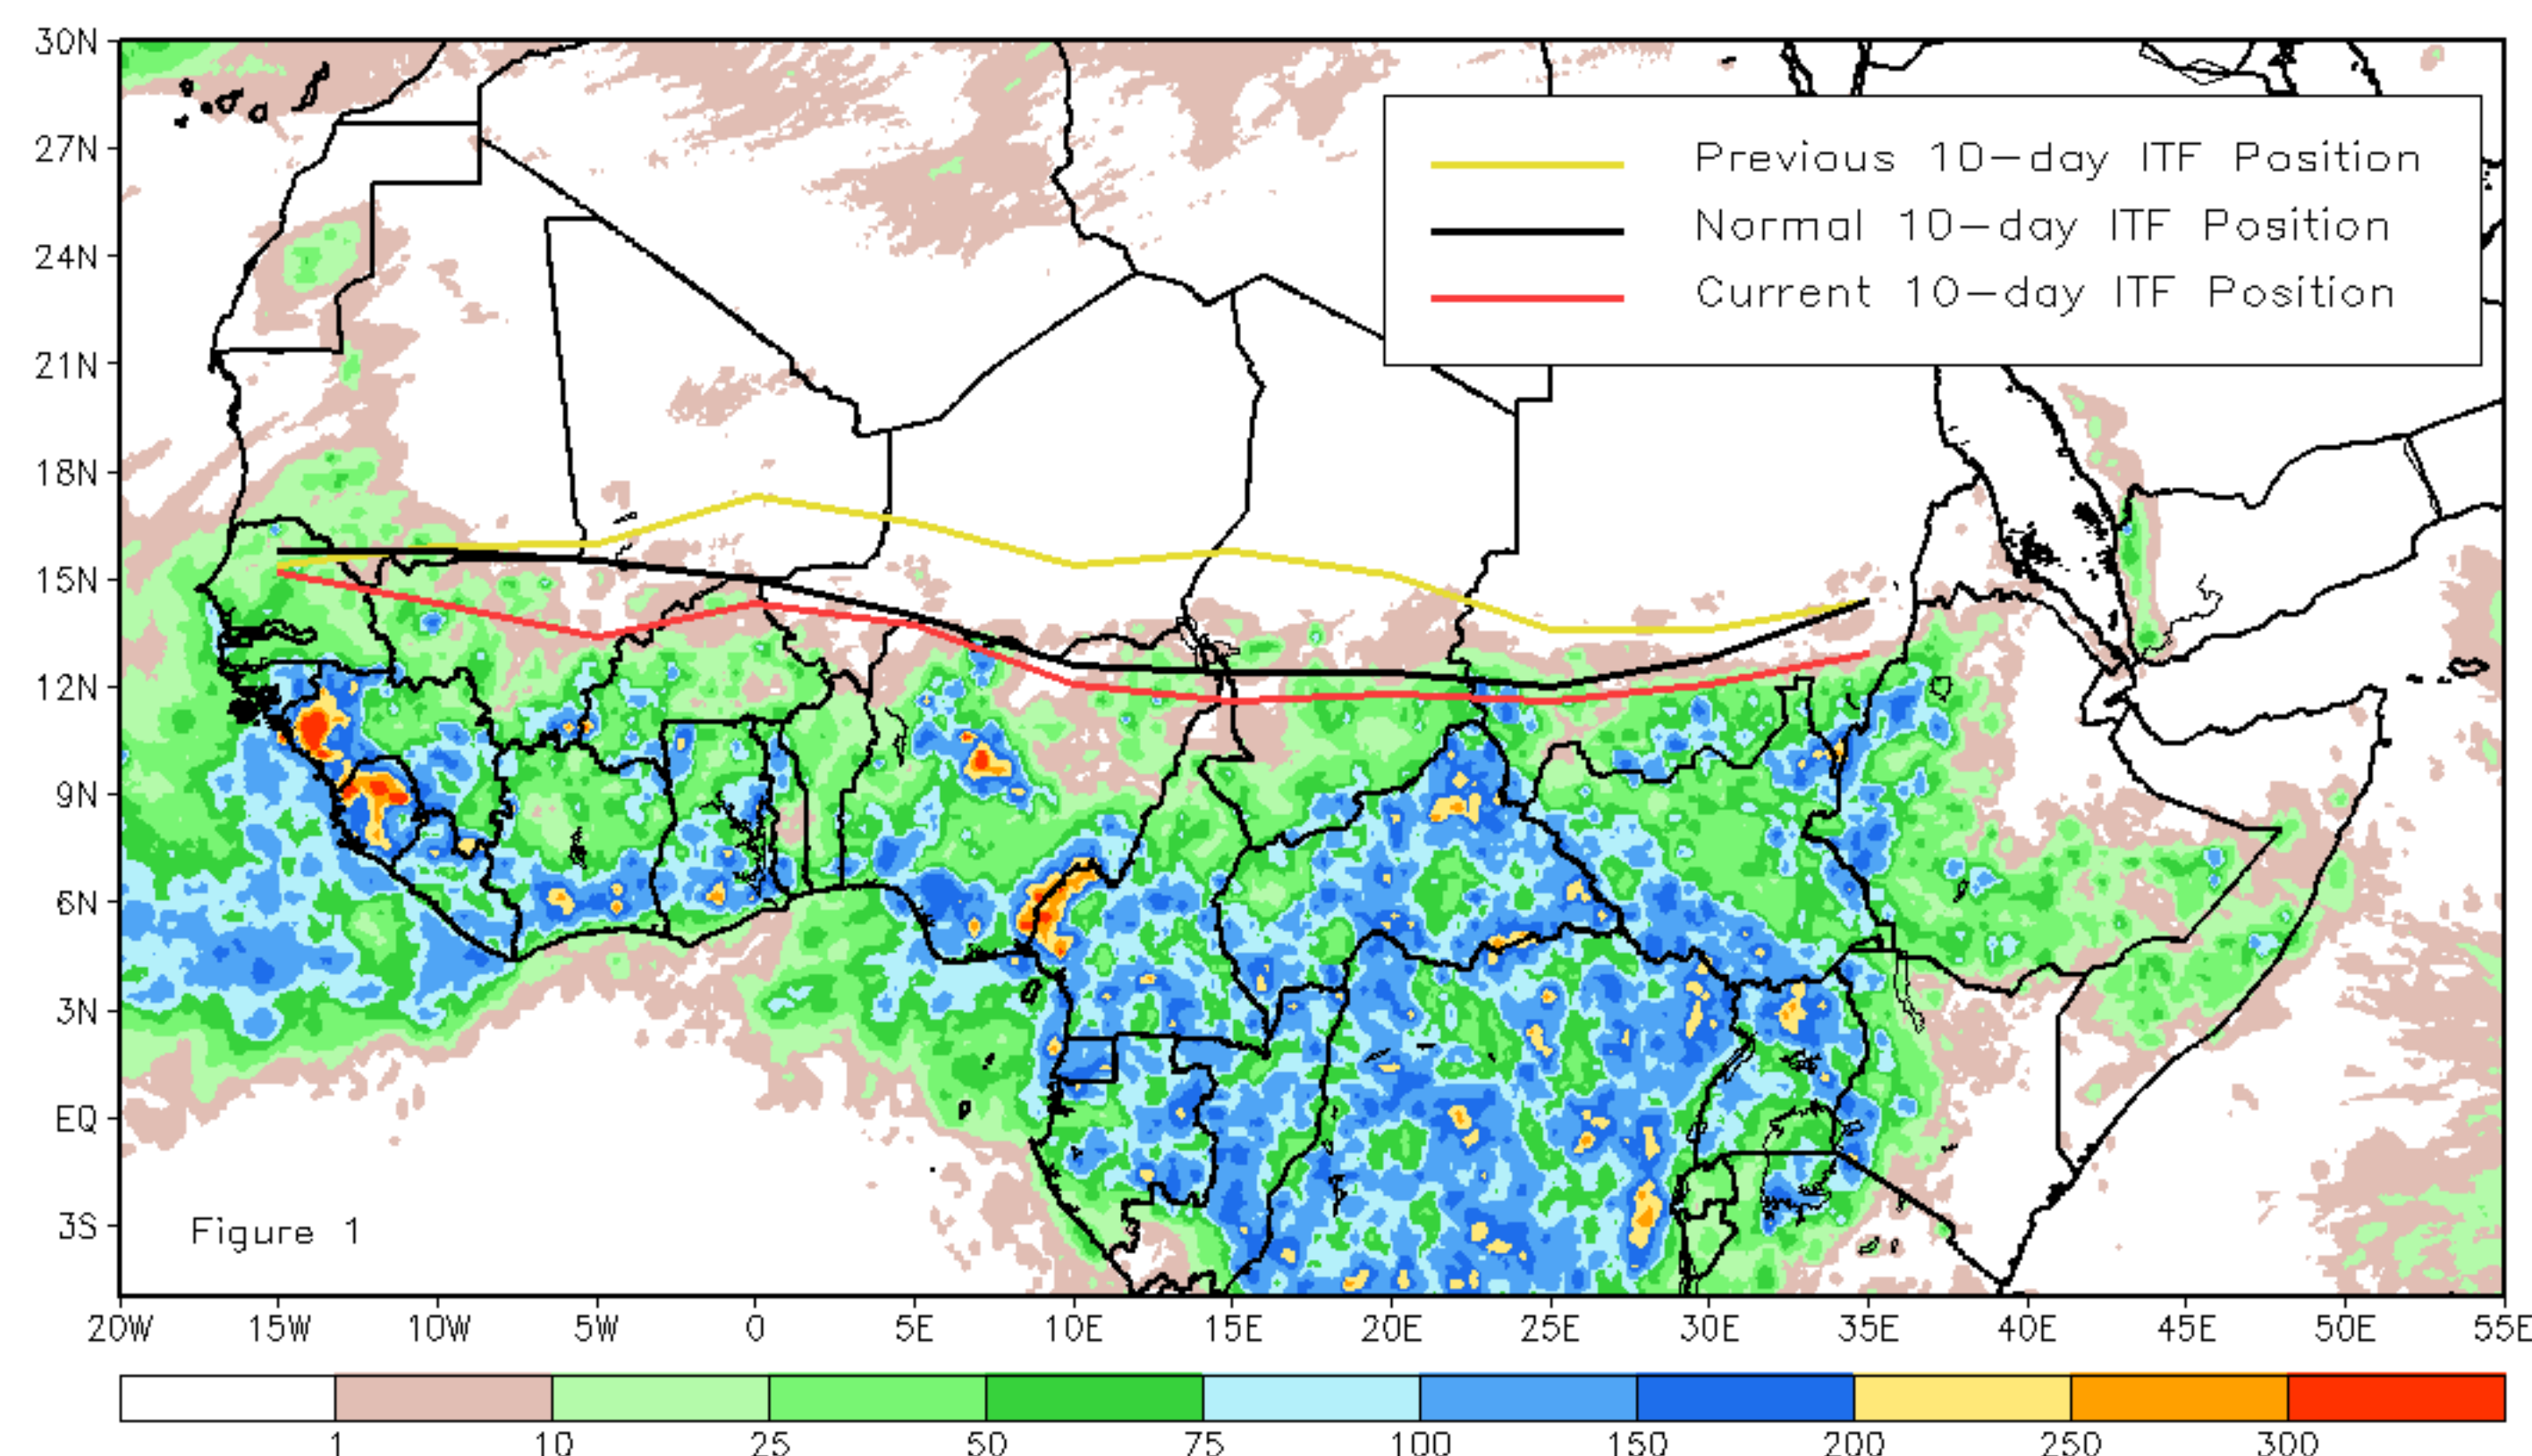 30N
27N
24N
21N
18N
15N
12N
9N
6N
3N
EQ
3S
Previous 10-day ITF Position
Normal 10-day ITF Position
Current 10-day ITF Position
Figure 1
20W 15W 10W 5W 0 5E 10E 15E 20E 25E 30E 35E 40E 45E 50E 55E
1 10 25 50 75 100 150 200 250 300